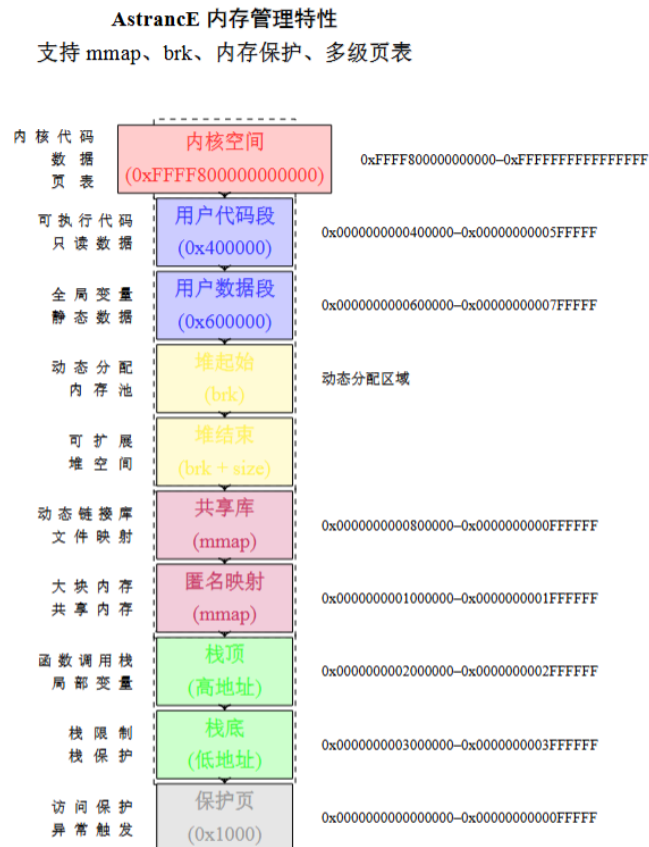 AstrancE 内存管理特性
支持 mmap、brk、内存保护、多级页表
内核代码
数据
页表
内核空间
(0xFFFF800000000000)
0xFFFF800000000000–0xFFFFFFFFFFFFFFFF
可执行代码
只读数据
用户代码段
(0x400000)
0x0000000000400000–0x00000000005FFFFF
全局变量
静态数据
用户数据段
(0x600000)
0x0000000000600000–0x00000000007FFFFF
动态分配
内存池
堆起始
(brk)
动态分配区域
可扩展
堆空间
堆结束
(brk + size)
动态链接库
文件映射
共享库
(mmap)
0x0000000000800000–0x0000000000FFFFFF
大块内存
共享内存
匿名映射
(mmap)
0x0000000001000000–0x0000000001FFFFFF
函数调用栈
局部变量
栈顶
(高地址)
0x0000000002000000–0x0000000002FFFFFF
栈限制
栈保护
栈底
(低地址)
0x0000000003000000–0x0000000003FFFFFF
访问保护
异常触发
保护页
(0x1000)
0x0000000000000000–0x00000000000FFFFF